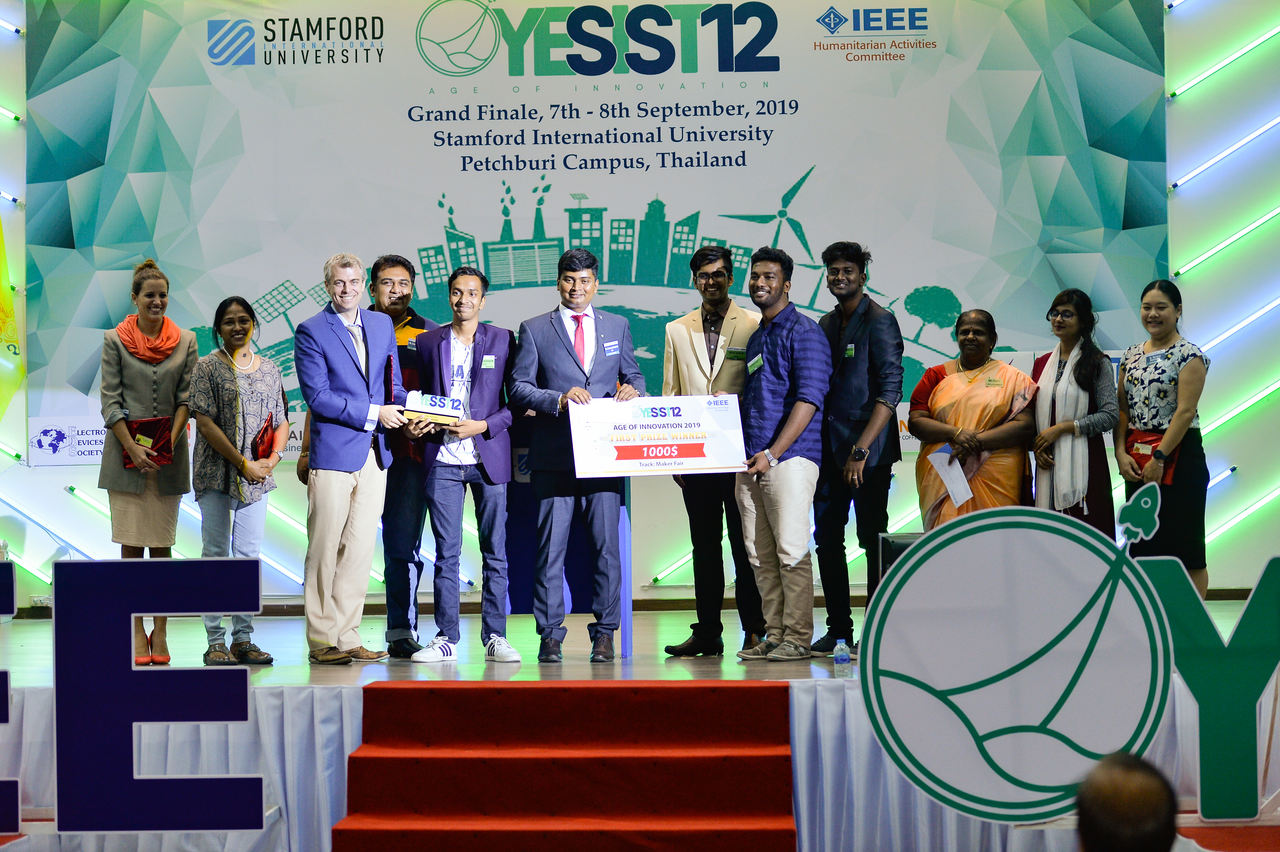 STAMFORD
INTERNATIONAL
UNIVERSITY
YESIST12
AGE OF INNOVATION
IEEE
Humanitarian Activities
Committee
Grand Finale, 7th - 8th September, 2019
Stamford International University
Petchburi Campus, Thailand
YESIST12
YESIST12
IEEE
AGE OF INNOVATION 2019
FIRST PRIZE WINNER
1000$
Track: Maker Fair
E
Y